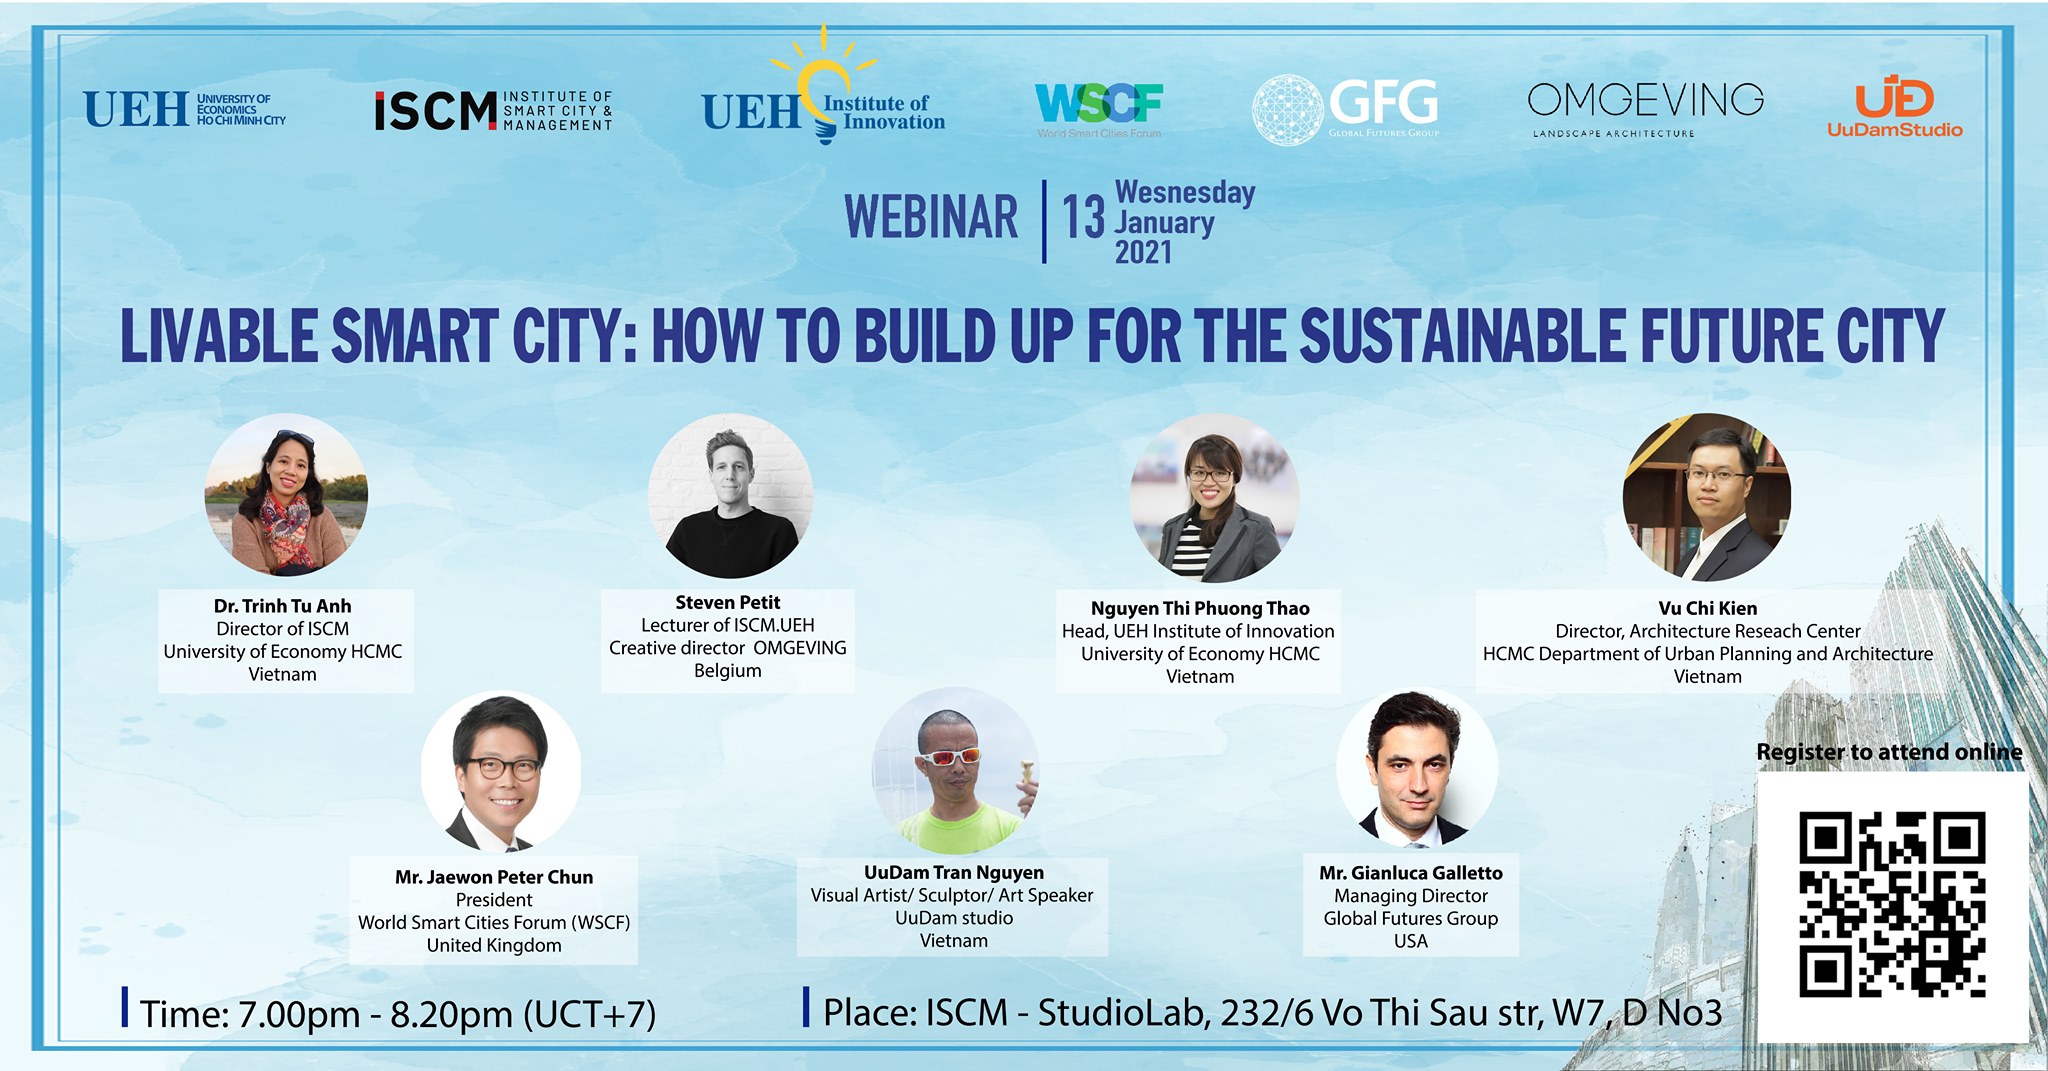 UEH UNIVERSITY OF
ECONOMICS
HO CHI MINH CITY
ISCM INSTITUTE OF
SMART CITY &
MANAGEMENT
UEH Institute of
Innovation
WSCF
World Smart Cities Forum
GFG
GLOBAL FUTURES GROUP
OMGEVING
LANDSCAPE ARCHITECTURE
UD
UuDamStudio
WEBINAR
13
Wesnesday
January
2021
LIVABLE SMART CITY: HOW TO BUILD UP FOR THE SUSTAINABLE FUTURE CITY
Dr. Trinh Tu Anh
Director of ISCM
University of Economy HCMC
Vietnam
Steven Petit
Lecturer of ISCM.UEH
Creative director OMGEVING
Belgium
Nguyen Thi Phuong Thao
Head, UEH Institute of Innovation
University of Economy HCMC
Vietnam
Vu Chi Kien
Director, Architecture Reseach Center
HCMC Department of Urban Planning and Architecture
Vietnam
Mr. Jaewon Peter Chun
President
World Smart Cities Forum (WSCF)
United Kingdom
UuDam Tran Nguyen
Visual Artist/ Sculptor/ Art Speaker
UuDam studio
Vietnam
Mr. Gianluca Galletto
Managing Director
Global Futures Group
USA
Register to attend online
Time: 7.00pm - 8.20pm (UCT+7)
Place: ISCM - StudioLab, 232/6 Vo Thi Sau str, W7, D No3